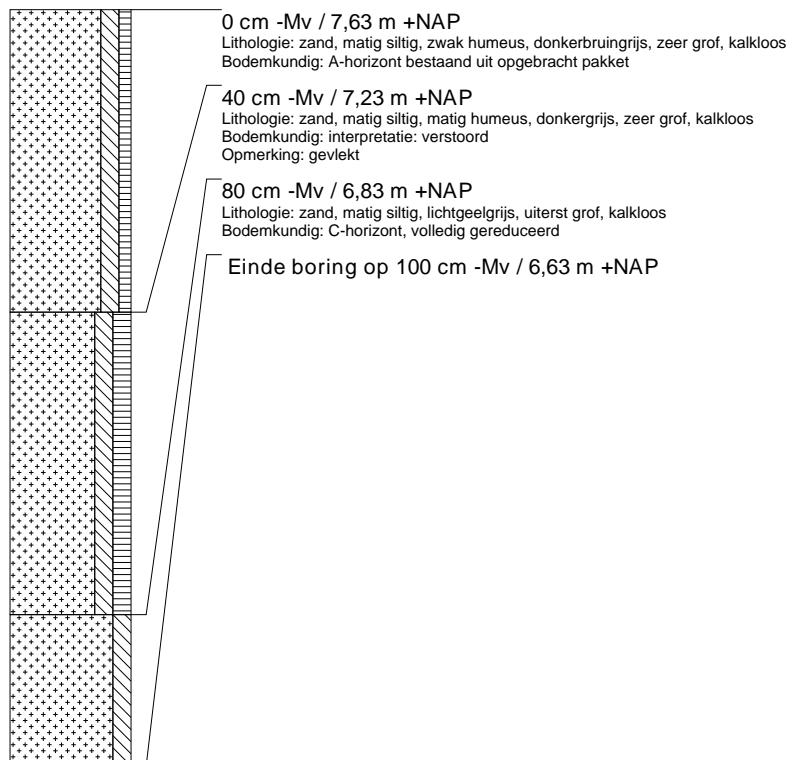 0 cm -Mv / 7,63 m +NAP
Lithologie: zand, matig siltig, zwak humeus, donkerbruingrijs, zeer grof, kalkloos
Bodemkundig: A-horizont bestaand uit opgebracht pakket
40 cm -Mv / 7,23 m +NAP
Lithologie: zand, matig siltig, matig humeus, donkergrijs, zeer grof, kalkloos
Bodemkundig: interpretatie: verstoord
Opmerking: gevlekt
80 cm -Mv / 6,83 m +NAP
Lithologie: zand, matig siltig, lichtgeelgrijs, uiterst grof, kalkloos
Bodemkundig: C-horizont, volledig gereduceerd
Einde boring op 100 cm -Mv / 6,63 m +NAP